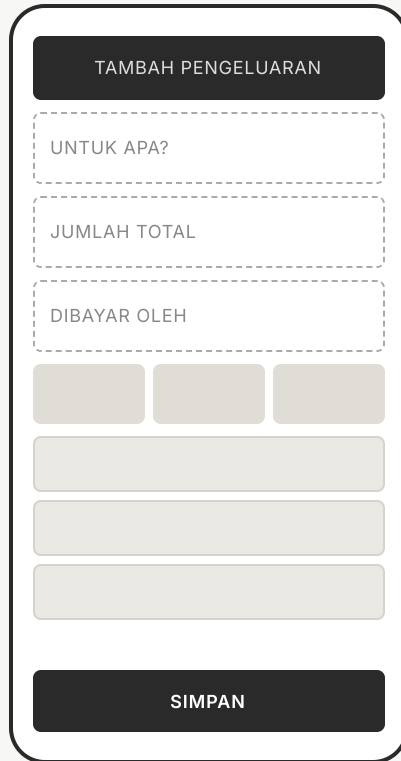 TAMBAH PENGELUARAN
UNTUK APA?
JUMLAH TOTAL
DIBAYAR OLEH
SIMPAN